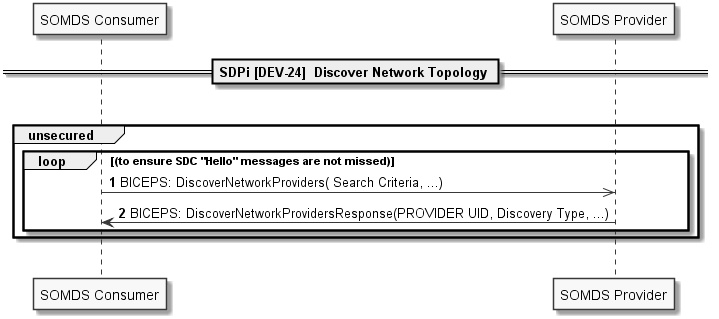 SOMDS Consumer
SOMDS Provider
SDPi [DEV-24]  Discover Network Topology
unsecured
loop
[(to ensure SDC "Hello" messages are not missed)]
1 BICEPS: DiscoverNetworkProviders( Search Criteria, ...)
2 BICEPS: DiscoverNetworkProvidersResponse(PROVIDER UID, Discovery Type, ...)
SOMDS Consumer
SOMDS Provider